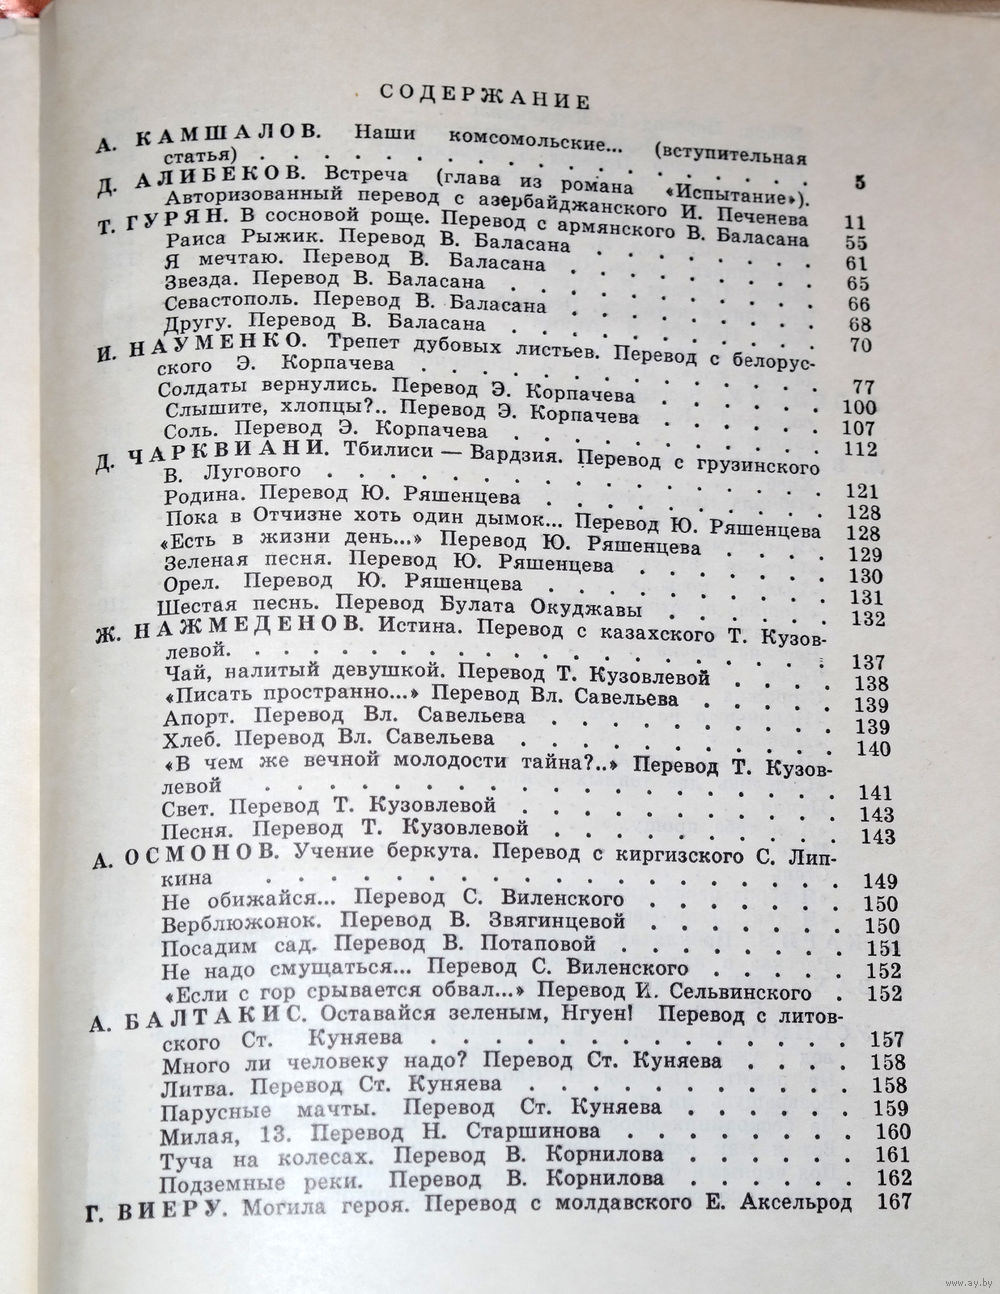 СОДЕРЖАНИЕ
А. КАМШАЛОВ. Наши комсомольские... (вступительная
статья) . . . . . . . . . . . . . . . . 5
Д. АЛИБЕКОВ. Встреча (глава из романа «Испытание»).
Авторизованный перевод с азербайджанского И. Печенева 11
Т. ГУРЯН. В сосновой роще. Перевод с армянского В. Баласана 55
Раиса Рыжик. Перевод В. Баласана . . . . . . . 61
Я мечтаю. Перевод В. Баласана . . . . . . . 65
Звезда. Перевод В. Баласана . . . . . . . . 66
Севастополь. Перевод В. Баласана . . . . . . . 68
Другу. Перевод В. Баласана . . . . . . . . 70
И. НАУМЕНКО. Трепет дубовых листьев. Перевод с белорус-
ского Э. Корпачева . . . . . . . . . . . 77
Солдаты вернулись. Перевод Э. Корпачева . . . . . 100
Слышите, хлопцы?.. Перевод Э. Корпачева . . . . . 107
Соль. Перевод Э. Корпачева . . . . . . . . 112
Д. ЧАРКВИАНИ. Тбилиси — Вардзия. Перевод с грузинского
В. Лугового . . . . . . . . . . . . . 121
Родина. Перевод Ю. Ряшенцева . . . . . . . 128
Пока в Отчизне хоть один дымок... Перевод Ю. Ряшенцева 128
«Есть в жизни день...» Перевод Ю. Ряшенцева . . . . 129
Зеленая песня. Перевод Ю. Ряшенцева . . . . . . 130
Орел. Перевод Ю. Ряшенцева . . . . . . . . 131
Шестая песнь. Перевод Булата Окуджавы . . . . . 132
Ж. НАЖМЕДЕНОВ. Истина. Перевод с казахского Т. Кузов-
левой. . . . . . . . . . . . . . . . 137
Чай, налитый девушкой. Перевод Т. Кузовлевой . . . . 138
«Писать пространно...» Перевод Вл. Савельева . . . . . 139
Апорт. Перевод Вл. Савельева . . . . . . . . 139
Хлеб. Перевод Вл. Савельева . . . . . . . . . 140
«В чем же вечной молодости тайна?..» Перевод Т. Кузов-
левой . . . . . . . . . . . . . . . 141
Свет. Перевод Т. Кузовлевой . . . . . . . . . 143
Песня. Перевод Т. Кузовлевой . . . . . . . . 143
А. ОСМОНОВ. Учение беркута. Перевод с киргизского С. Лип-
кина . . . . . . . . . . . . . . . 149
Не обижайся... Перевод С. Виленского . . . . . . 150
Верблюжонок. Перевод В. Звягинцевой . . . . . . 150
Посадим сад. Перевод В. Потаповой . . . . . . . 151
Не надо смущаться... Перевод С. Виленского . . . . . 152
«Если с гор срывается обвал...» Перевод И. Сельвинского . 152
А. БАЛТАКИС. Оставайся зеленым, Нгуен! Перевод с литов-
ского Ст. Куняева . . . . . . . . . . . . 157
Много ли человеку надо? Перевод Ст. Куняева . . . . 158
Литва. Перевод Ст. Куняева . . . . . . . . . 158
Парусные мачты. Перевод Ст. Куняева . . . . . . 159
Милая, 13. Перевод Н. Старшинова . . . . . . . 160
Туча на колесах. Перевод В. Корнилова . . . . . . 161
Подземные реки. Перевод В. Корнилова . . . . . . 162
Г. ВИЕРУ. Могила героя. Перевод с молдавского Е. Аксельрод 167
www.ay.by